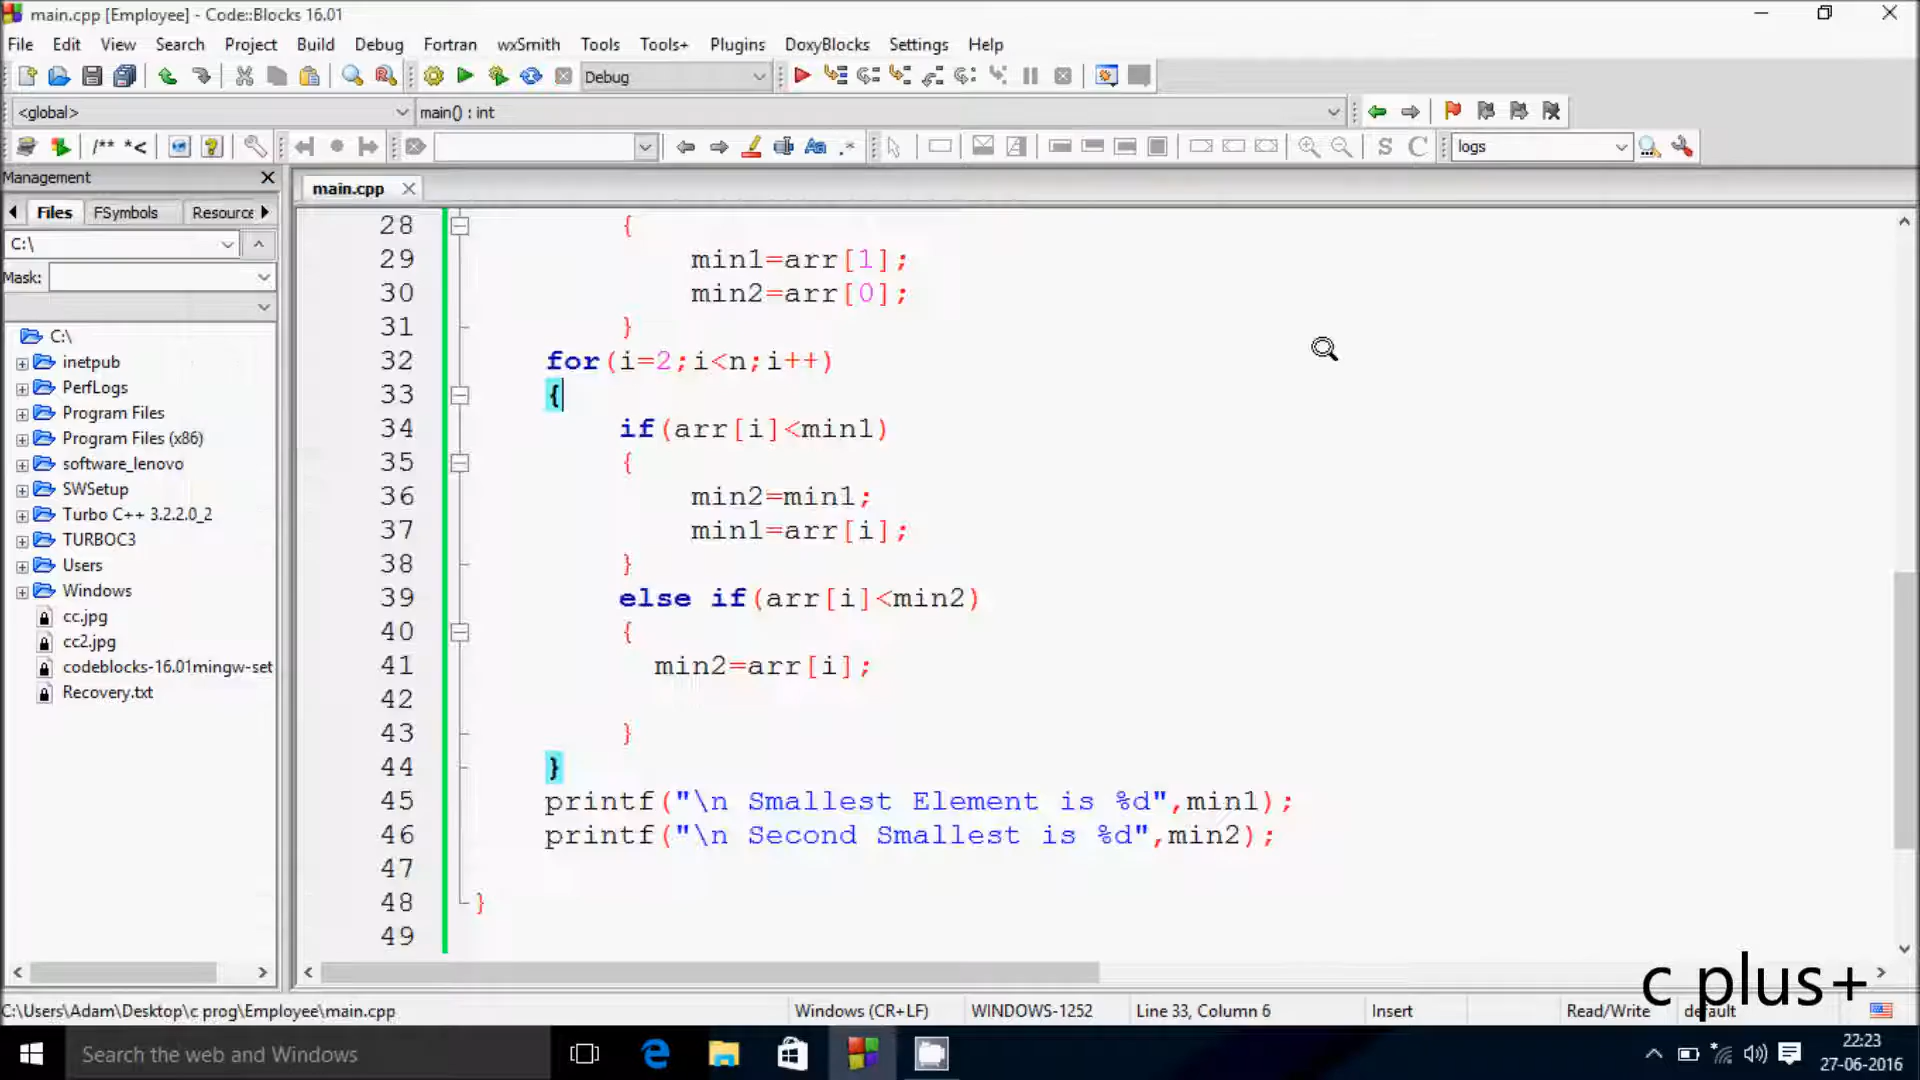 main.cpp [Employee] - Code::Blocks 16.01
File Edit View Search Project Build Debug Fortran wxSmith Tools Tools+ Plugins DoxyBlocks Settings Help
Debug
<global> main() : int
/** *< Aa .* S C logs
Management
main.cpp
Files FSymbols Resource
C:\
Mask:
C:\
inetpub
PerfLogs
Program Files
Program Files (x86)
software_lenovo
SWSetup
Turbo C++ 3.2.2.0_2
TURBOC3
Users
Windows
cc.jpg
cc2.jpg
codeblocks-16.01mingw-set
Recovery.txt
28 {
29 min1=arr[1];
30 min2=arr[0];
31 }
32 for(i=2;i<n;i++)
33 {
34 if(arr[i]<min1)
35 {
36 min2=min1;
37 min1=arr[i];
38 }
39 else if(arr[i]<min2)
40 {
41 min2=arr[i];
42
43 }
44 }
45 printf("\n Smallest Element is %d",min1);
46 printf("\n Second Smallest is %d",min2);
47
48 }
49
c plus+
C:\Users\Adam\Desktop\c prog\Employee\main.cpp Windows (CR+LF) WINDOWS-1252 Line 33, Column 6 Insert Read/Write default
Search the web and Windows
22:23
27-06-2016